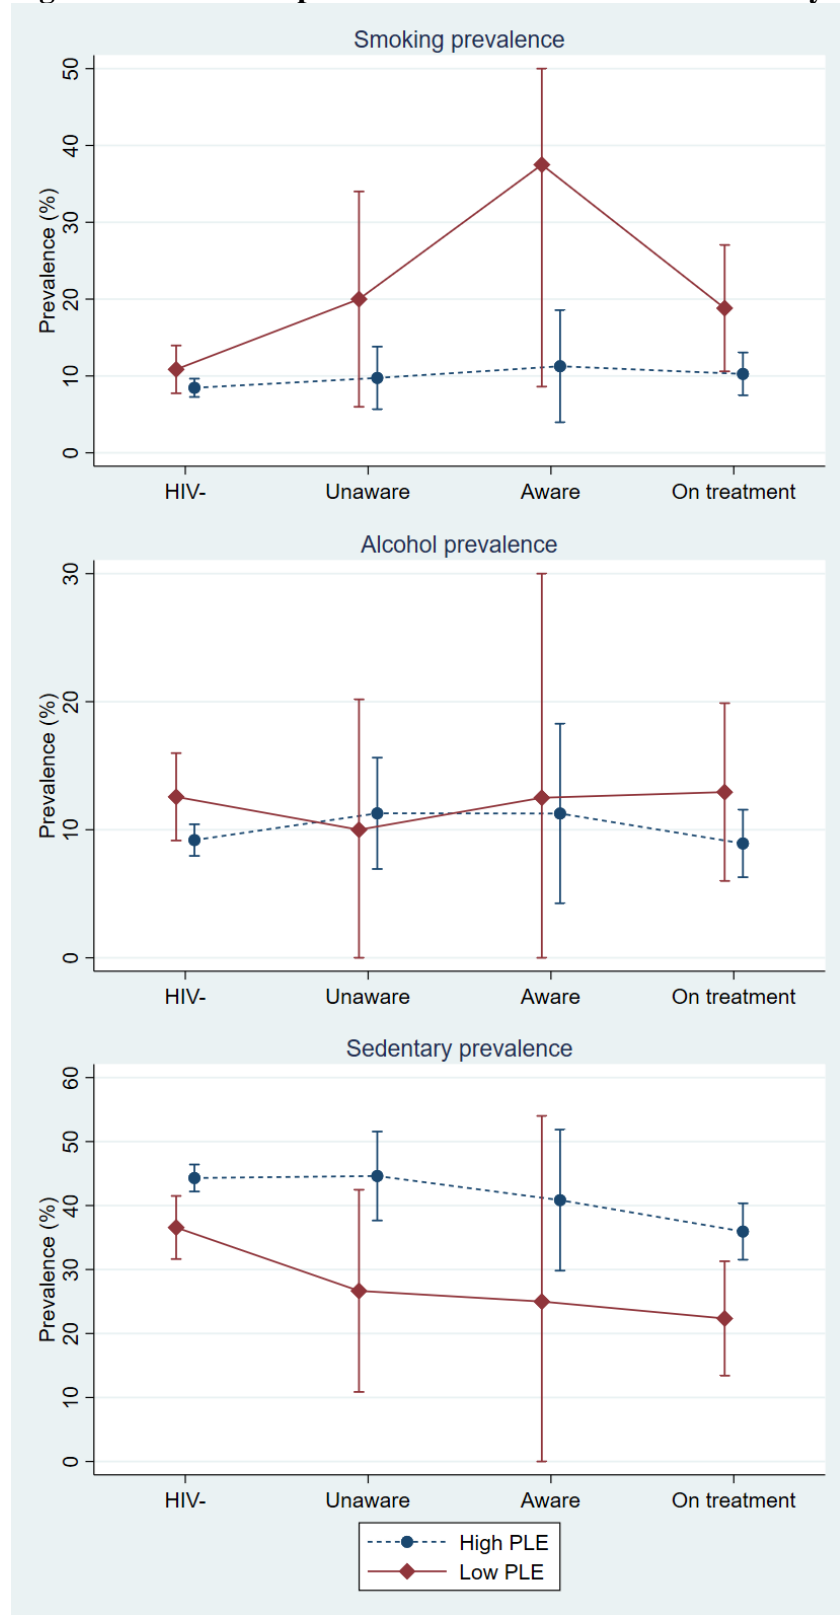 Smoking prevalence
Prevalence (%)
50
40
30
20
10
0
HIV- Unaware Aware On treatment
Alcohol prevalence
Prevalence (%)
30
20
10
0
HIV- Unaware Aware On treatment
Sedentary prevalence
Prevalence (%)
60
50
40
30
20
10
0
HIV- Unaware Aware On treatment
High PLE
Low PLE